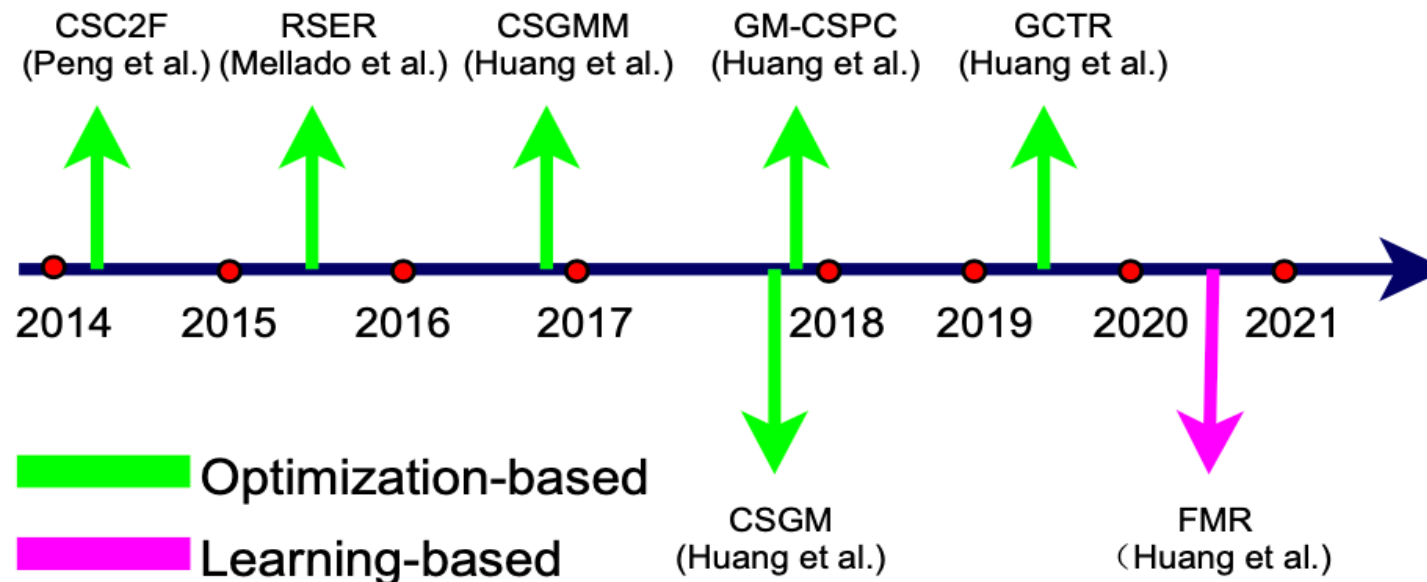 CSC2F
(Peng et al.)
RSER
(Mellado et al.)
CSGMM
(Huang et al.)
GM-CSPC
(Huang et al.)
GCTR
(Huang et al.)
2014
2015
2016
2017
2018
2019
2020
2021
Optimization-based
Learning-based
CSGM
(Huang et al.)
FMR
（Huang et al.)